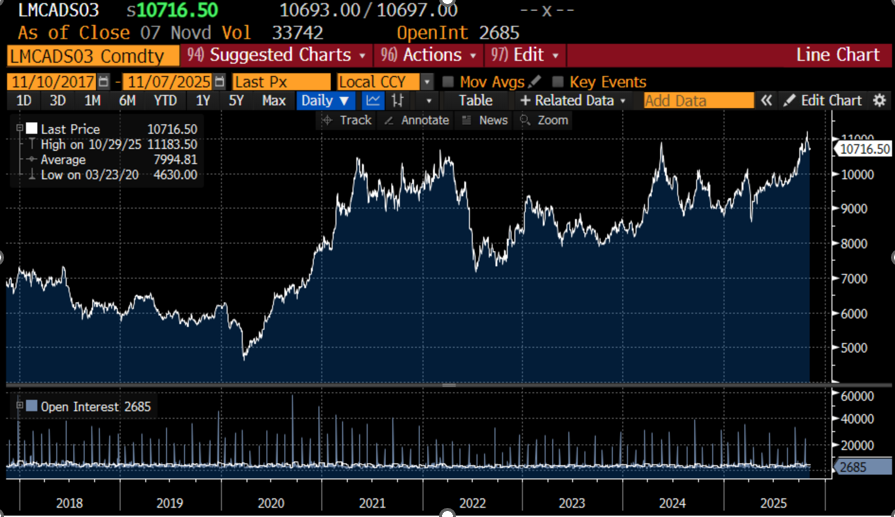 LMCADS03 s10716.50 10693.00/10697.00 --x--
As of Close 07 Novd Vol 33742 OpenInt 2685
LMCADS03 Comdty 94) Suggested Charts 96) Actions 97) Edit Line Chart
11/10/2017 - 11/07/2025 Last Px Local CCY Mov Avgs Key Events
1D 3D 1M 6M YTD 1Y 5Y Max Daily ▼ Table + Related Data Add Data « Edit Chart
Track Annotate News Zoom
Last Price 10716.50
High on 10/29/25 11183.50
Average 7994.81
Low on 03/23/20 4630.00
11000
10716.50
10000
9000
8000
7000
6000
5000
Open Interest 2685
60000
40000
20000
2685
2018 2019 2020 2021 2022 2023 2024 2025